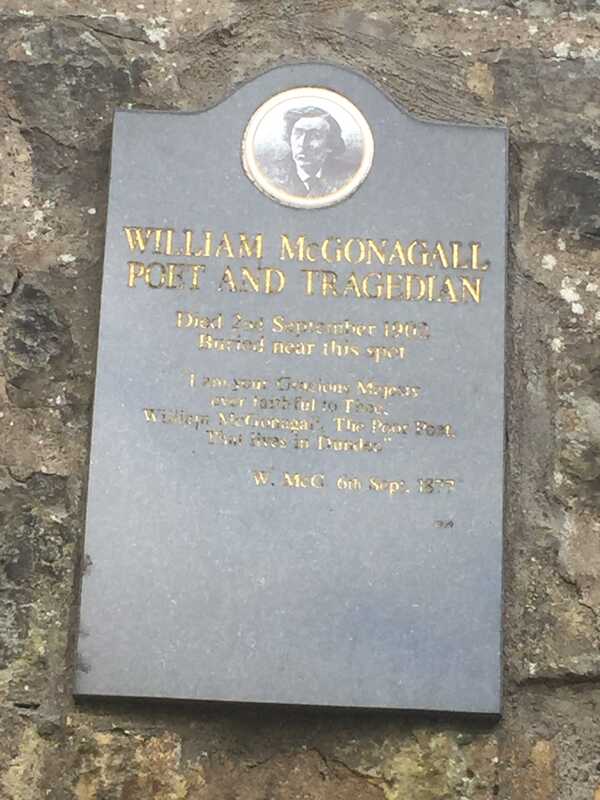 WILLIAM McGONAGALL
POET AND TRAGEDIAN
Died 29th September 1902
Buried near this spot
"I am your Gracious Majesty
ever faithful to Thee,
William McGonagall, The Poor Poet,
That lives in Dundee."
W. McG. 6th Sept. 1877